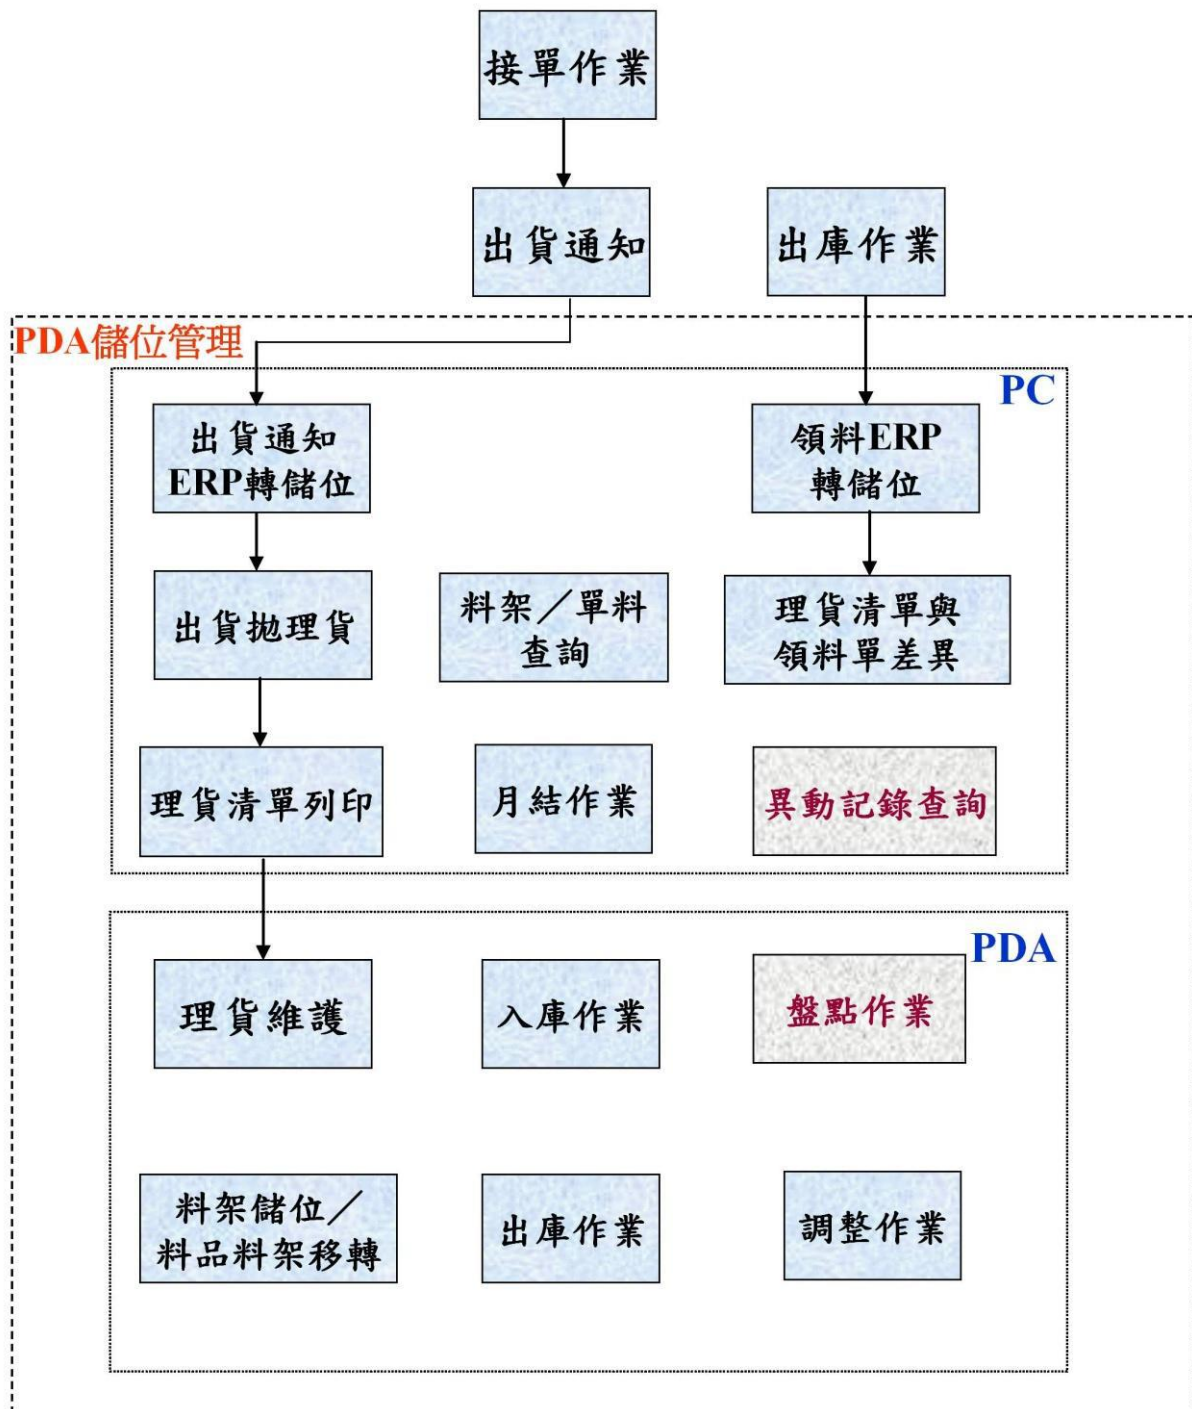 接單作業
出貨通知
出庫作業
PDA儲位管理
PC
出貨通知
ERP轉儲位
領料ERP
轉儲位
出貨拋理貨
料架／單料
查詢
理貨清單與
領料單差異
理貨清單列印
月結作業
異動記錄查詢
PDA
理貨維護
入庫作業
盤點作業
料架儲位／
料品料架移轉
出庫作業
調整作業